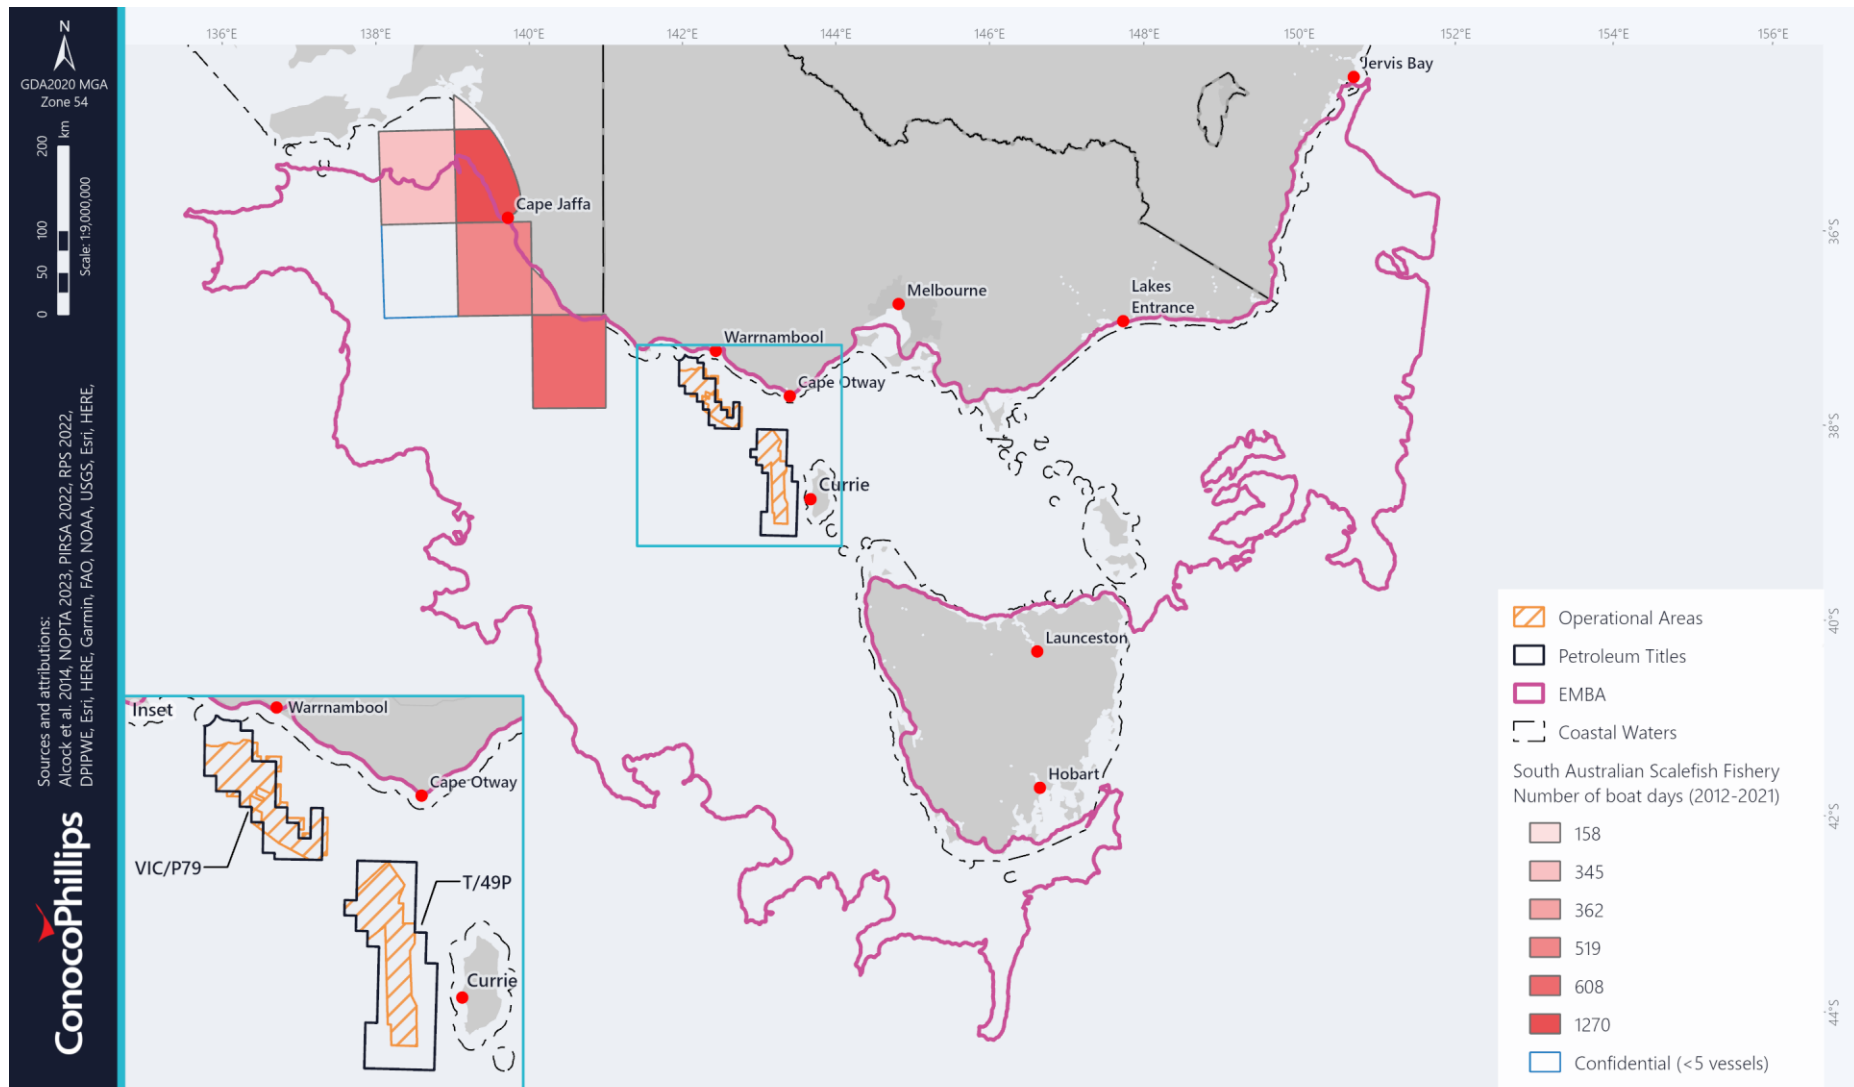 N
GDA2020 MGA
Zone 54
0 50 100 200 km
Scale: 1:9,000,000
Sources and attributions:
Alcock et al. 2014, NOPTA 2023, PIRSA 2022, RPS 2022,
DPIPWE, Esri, HERE, Garmin, FAO, NOAA, USGS, Esri, HERE,
ConocoPhillips
136°E 138°E 140°E 142°E 144°E 146°E 148°E 150°E 152°E 154°E 156°E
36°S
38°S
40°S
42°S
44°S
Jervis Bay
Cape Jaffa
Melbourne
Lakes
Entrance
Warrnambool
Cape Otway
Currie
Launceston
Hobart
Inset
Warrnambool
Cape Otway
VIC/P79
T/49P
Currie
Operational Areas
Petroleum Titles
EMBA
Coastal Waters
South Australian Scalefish Fishery
Number of boat days (2012-2021)
158
345
362
519
608
1270
Confidential (<5 vessels)